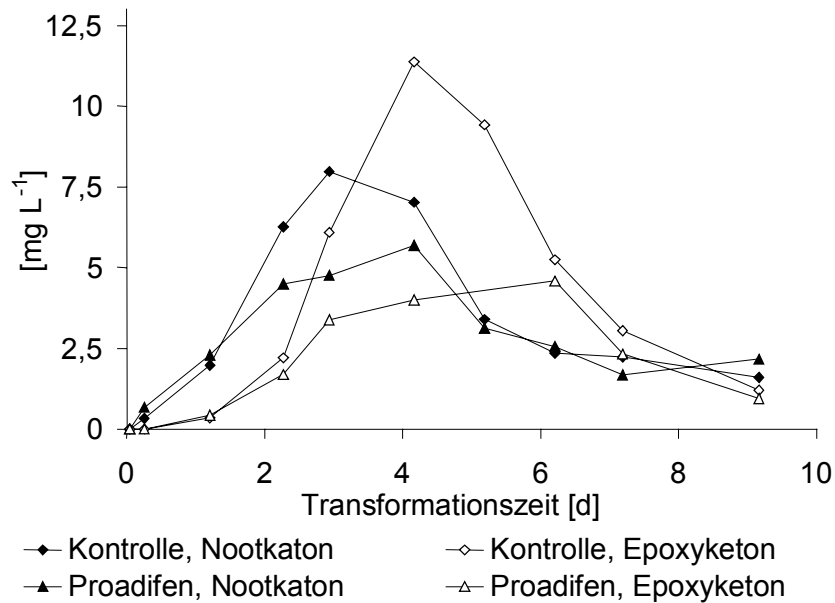 12,5
10
7,5
5
2,5
0
[mg L-1]
0 2 4 6 8 10
Transformationszeit [d]
Kontrolle, Nootkaton Kontrolle, Epoxyketon
Proadifen, Nootkaton Proadifen, Epoxyketon